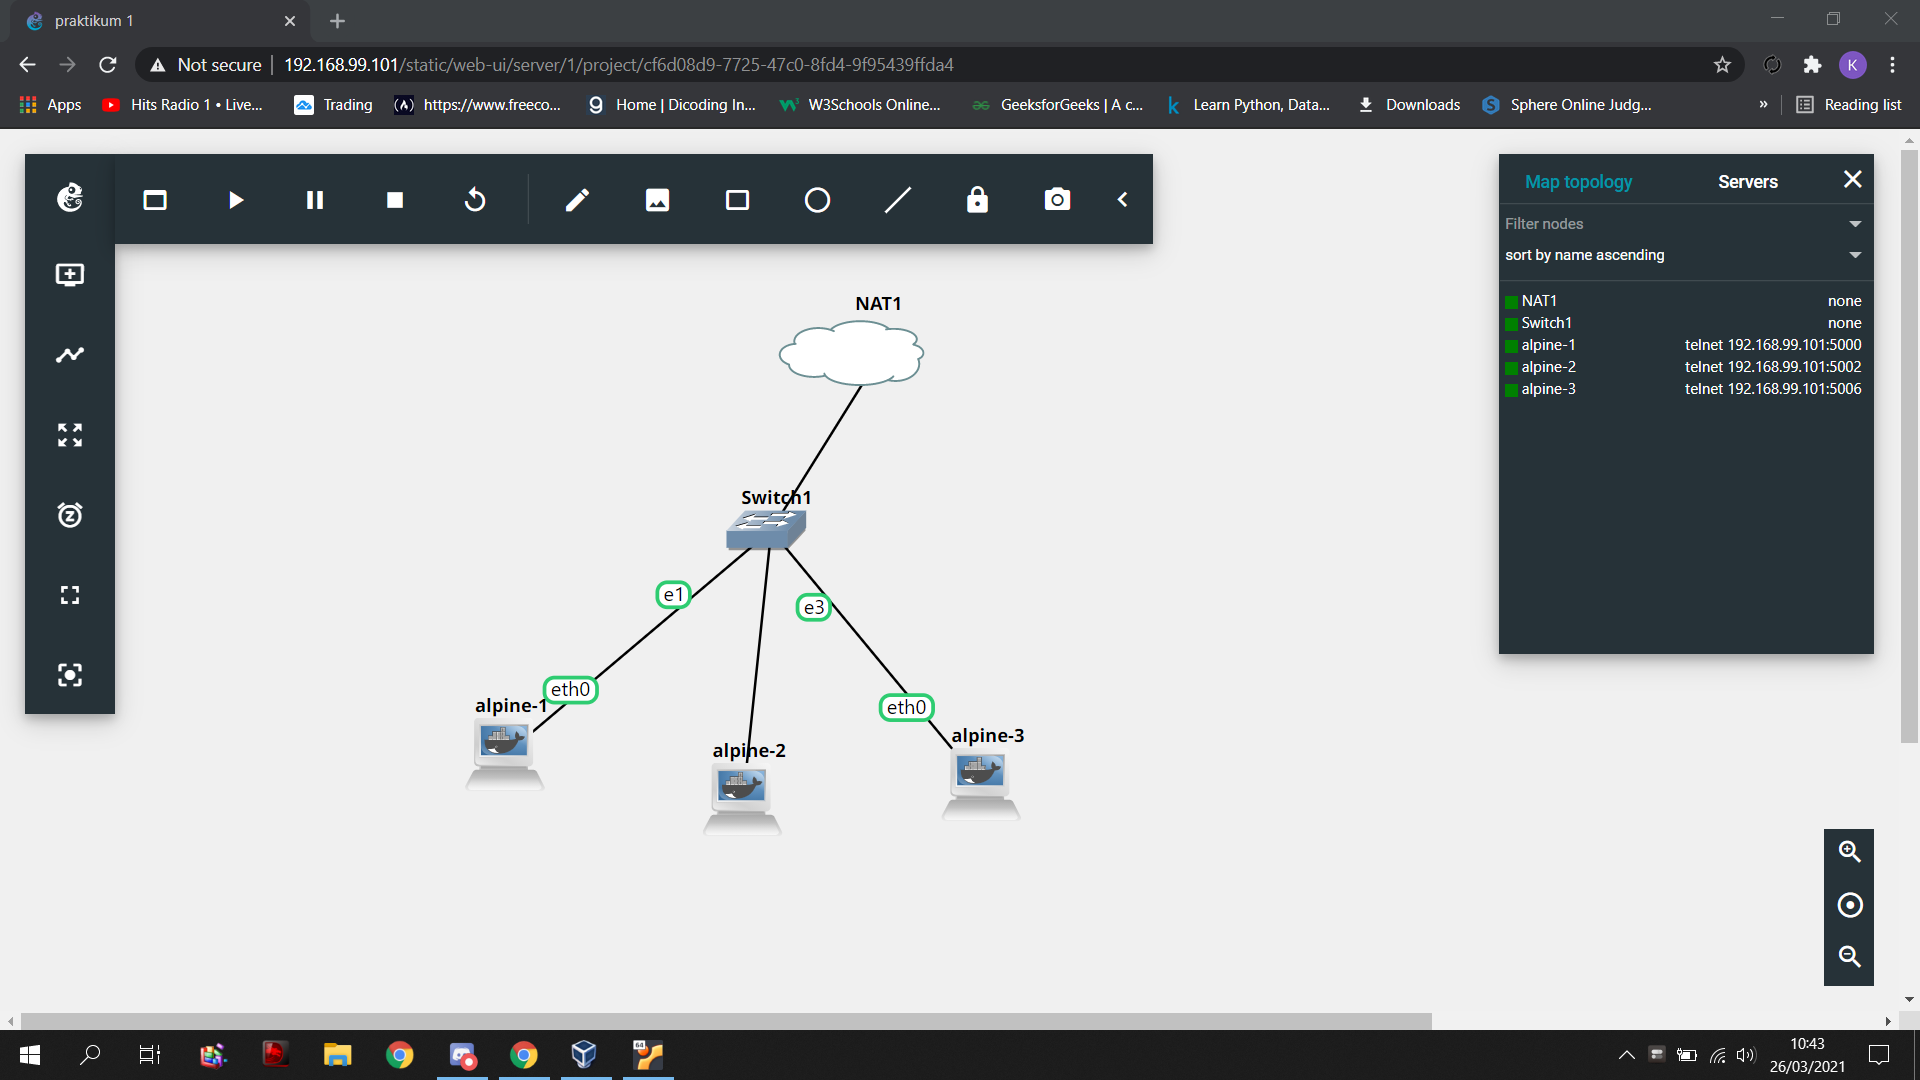 praktikum 1
Not secure
192.168.99.101/static/web-ui/server/1/project/cf6d08d9-7725-47c0-8fd4-9f95439ffda4
K
Apps
Hits Radio 1 • Live...
Trading
https://www.freeco...
Home | Dicoding In...
W3Schools Online...
GeeksforGeeks | A c...
Learn Python, Data...
Downloads
Sphere Online Judg...
»
Reading list
Map topology
Servers
Filter nodes
sort by name ascending
NAT1 none
Switch1 none
alpine-1 telnet 192.168.99.101:5000
alpine-2 telnet 192.168.99.101:5002
alpine-3 telnet 192.168.99.101:5006
NAT1
Switch1
e1
e3
eth0
alpine-1
eth0
alpine-3
alpine-2
64
10:43
26/03/2021